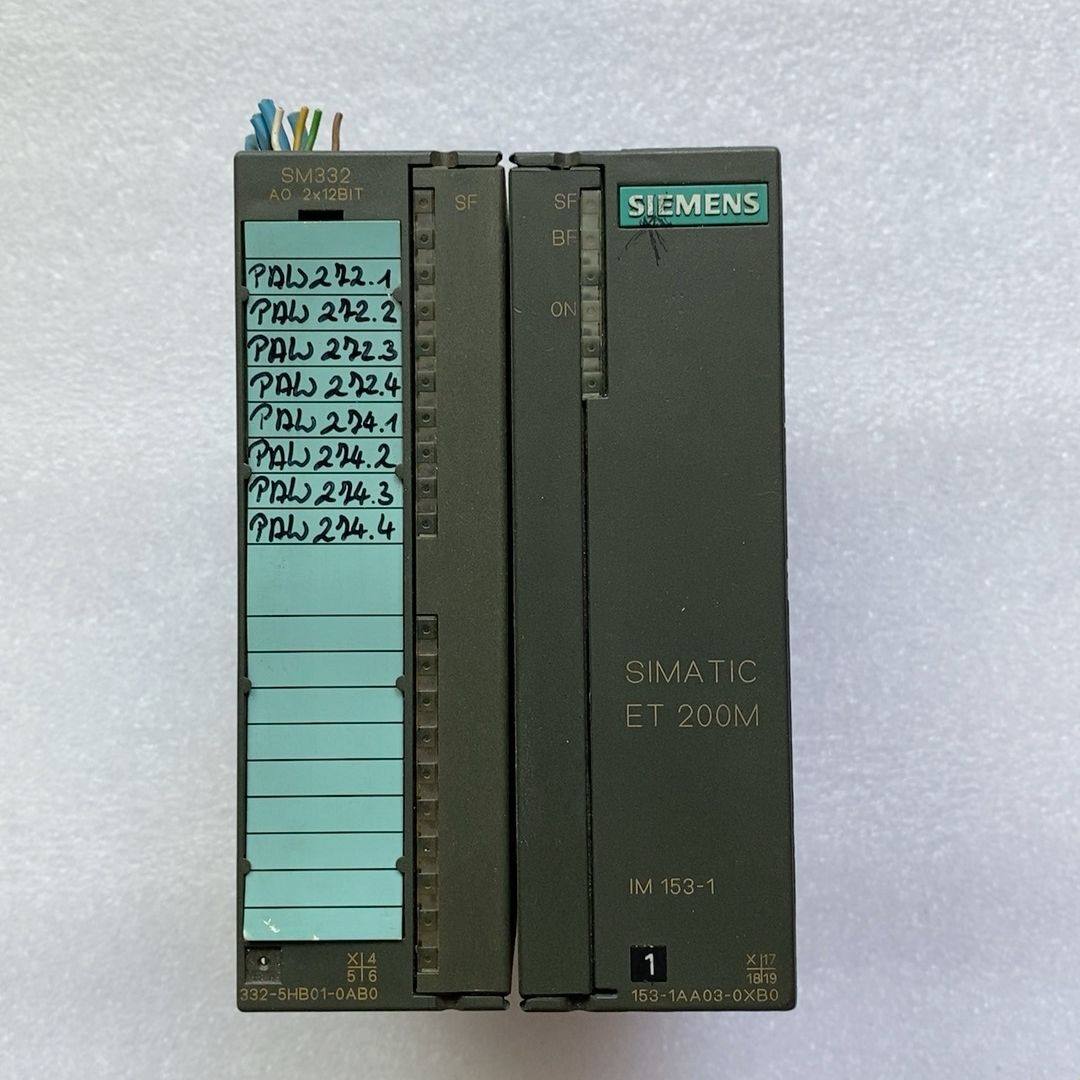 SM332
AO 2x12BIT
SF
PAW 272.1
PAW 272.2
PAW 272.3
PAW 272.4
PAW 274.1
PAW 274.2
PAW 274.3
PAW 274.4
X 4
5 6
332-5HB01-0AB0
SF
BF
ON
SIEMENS
SIMATIC
ET 200M
IM 153-1
1
X 17
18 19
153-1AA03-0XB0